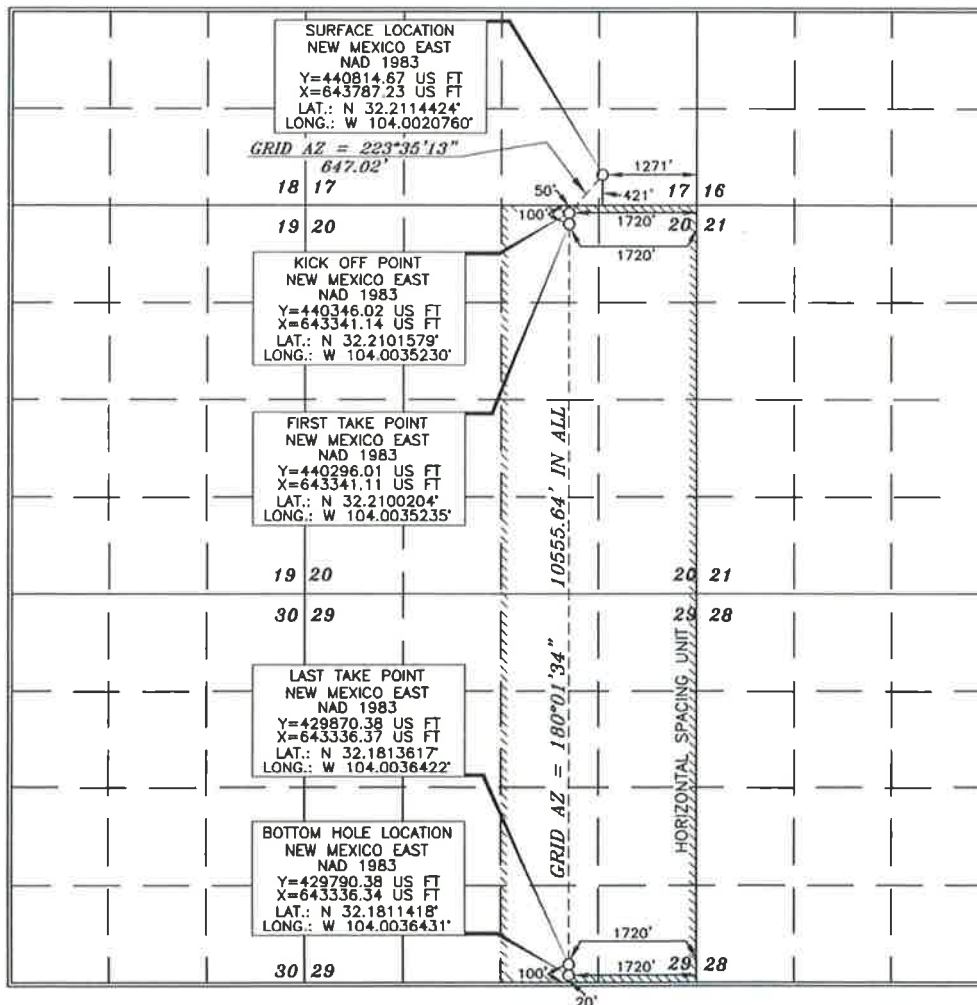 SURFACE LOCATION
NEW MEXICO EAST
NAD 1983
Y=440814.67 US FT
X=643787.23 US FT
LAT.: N 32.2114424°
LONG.: W 104.0020760°
GRID AZ = 223°35'13"
647.02'
1271'
421'
18 17
17 16
50'
100'
1720'
19 20
20 21
1720'
KICK OFF POINT
NEW MEXICO EAST
NAD 1983
Y=440346.02 US FT
X=643341.14 US FT
LAT.: N 32.2101579°
LONG.: W 104.0035230°
FIRST TAKE POINT
NEW MEXICO EAST
NAD 1983
Y=440296.01 US FT
X=643341.11 US FT
LAT.: N 32.2100204°
LONG.: W 104.0035235°
GRID AZ = 180°01'34" 10555.64' IN ALL
19 20
20 21
30 29
29 28
HORIZONTAL SPACING UNIT
LAST TAKE POINT
NEW MEXICO EAST
NAD 1983
Y=429870.38 US FT
X=643336.37 US FT
LAT.: N 32.1813617°
LONG.: W 104.0036422°
BOTTOM HOLE LOCATION
NEW MEXICO EAST
NAD 1983
Y=429790.38 US FT
X=643336.34 US FT
LAT.: N 32.1811418°
LONG.: W 104.0036431°
1720'
30 29
100'
1720'
29 28
20'